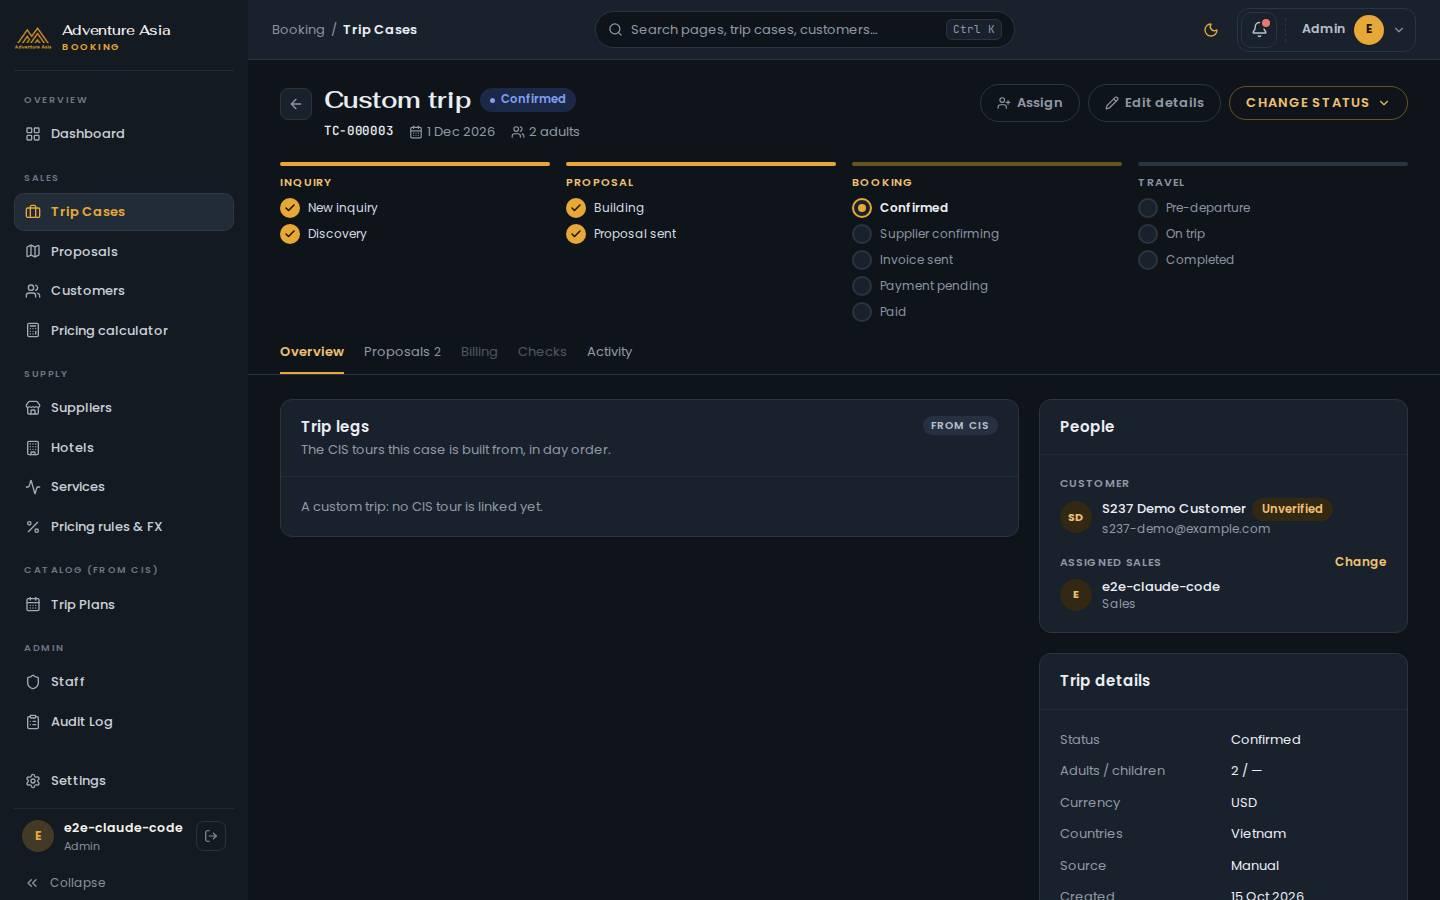 Adventure Asia
BOOKING
Adventure Asia
OVERVIEW
Dashboard
SALES
Trip Cases
Proposals
Customers
Pricing calculator
SUPPLY
Suppliers
Hotels
Services
Pricing rules & FX
CATALOG (FROM CIS)
Trip Plans
ADMIN
Staff
Audit Log
Settings
E
e2e-claude-code
Admin
Collapse
Booking / Trip Cases
Search pages, trip cases, customers…
Ctrl K
Admin
E
Custom trip
Confirmed
TC-000003
1 Dec 2026
2 adults
Assign
Edit details
CHANGE STATUS
INQUIRY
New inquiry
Discovery
PROPOSAL
Building
Proposal sent
BOOKING
Confirmed
Supplier confirming
Invoice sent
Payment pending
Paid
TRAVEL
Pre-departure
On trip
Completed
Overview
Proposals 2
Billing
Checks
Activity
Trip legs
FROM CIS
The CIS tours this case is built from, in day order.
A custom trip: no CIS tour is linked yet.
People
CUSTOMER
SD
S237 Demo Customer
Unverified
s237-demo@example.com
ASSIGNED SALES
Change
E
e2e-claude-code
Sales
Trip details
Status Confirmed
Adults / children 2 / —
Currency USD
Countries Vietnam
Source Manual
Created 15 Oct 2026